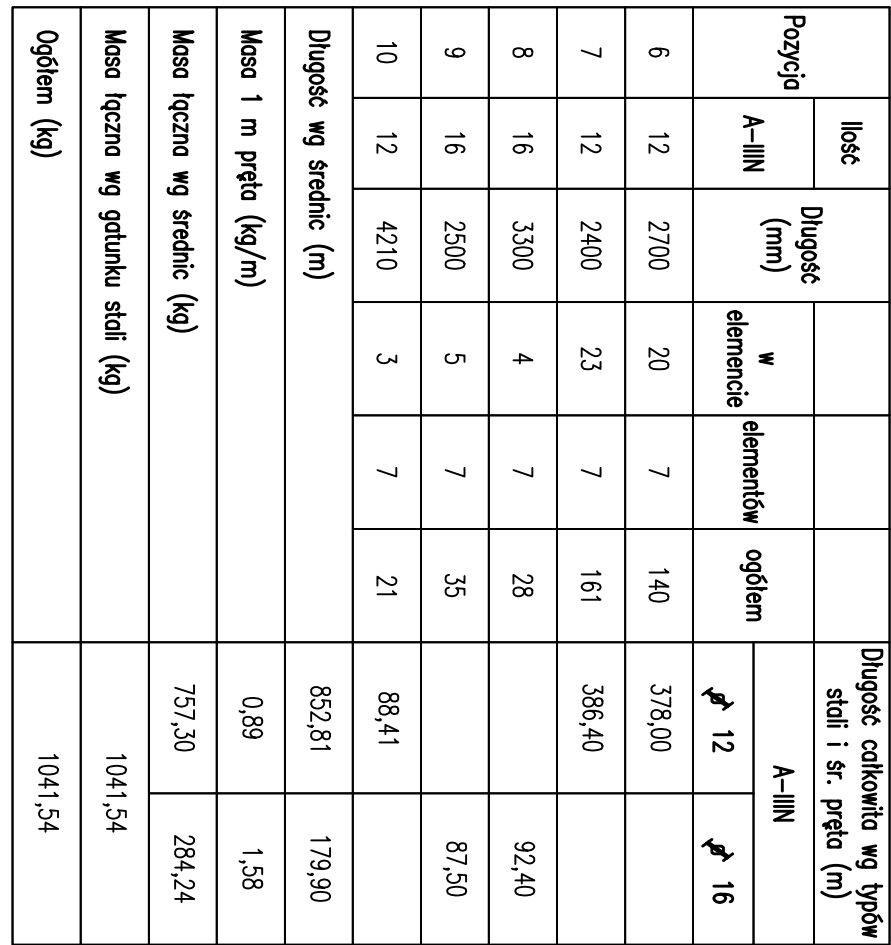 Pozycja
Ilość
A-IIIN
Długość
(mm)
w
elemencie
elementów
ogółem
Długość całkowita wg typów
stali i śr. pręta (m)
A-IIIN
12
16
6 12 2700 20 7 140 378,00
7 12 2400 23 7 161 386,40
8 16 3300 4 7 28 92,40
9 16 2500 5 7 35 87,50
10 12 4210 3 7 21 88,41
Długość wg średnic (m) 852,81 179,90
Masa 1 m pręta (kg/m) 0,89 1,58
Masa łączna wg średnic (kg) 757,30 284,24
Masa łączna wg gatunku stali (kg) 1041,54
Ogółem (kg) 1041,54